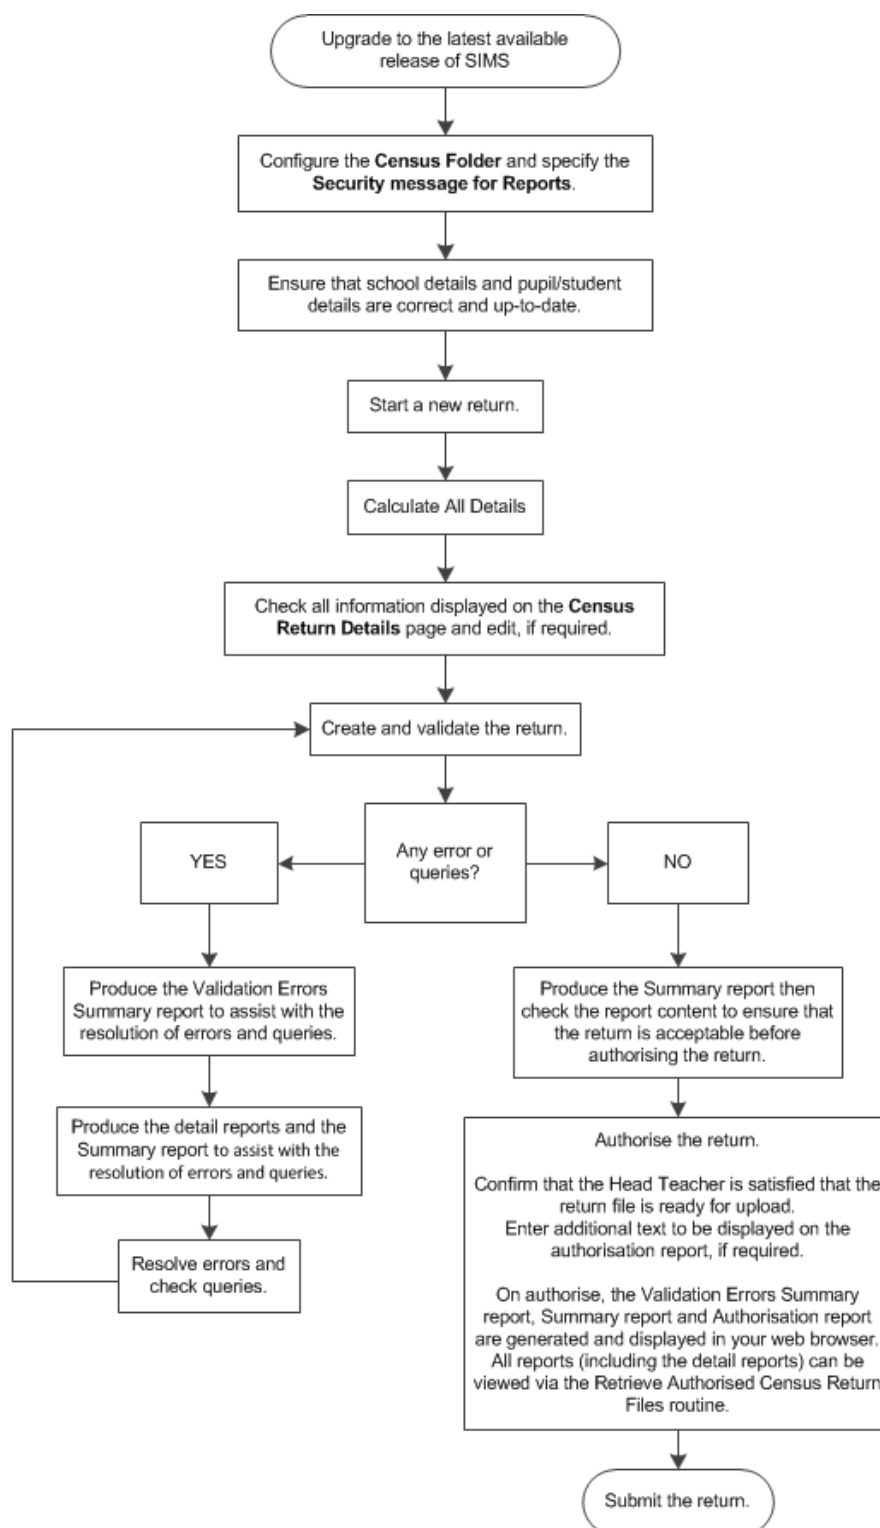 Upgrade to the latest available
release of SIMS
Configure the Census Folder and specify the
Security message for Reports.
Ensure that school details and pupil/student
details are correct and up-to-date.
Start a new return.
Calculate All Details
Check all information displayed on the Census
Return Details page and edit, if required.
Create and validate the return.
Any error or
queries?
YES
NO
Produce the Validation Errors
Summary report to assist with the
resolution of errors and queries.
Produce the detail reports and the
Summary report to assist with the
resolution of errors and queries.
Resolve errors and
check queries.
Produce the Summary report then
check the report content to ensure that
the return is acceptable before
authorising the return.
Authorise the return.
Confirm that the Head Teacher is satisfied that the
return file is ready for upload.
Enter additional text to be displayed on the
authorisation report, if required.
On authorise, the Validation Errors Summary
report, Summary report and Authorisation report
are generated and displayed in your web browser.
All reports (including the detail reports) can be
viewed via the Retrieve Authorised Census Return
Files routine.
Submit the return.